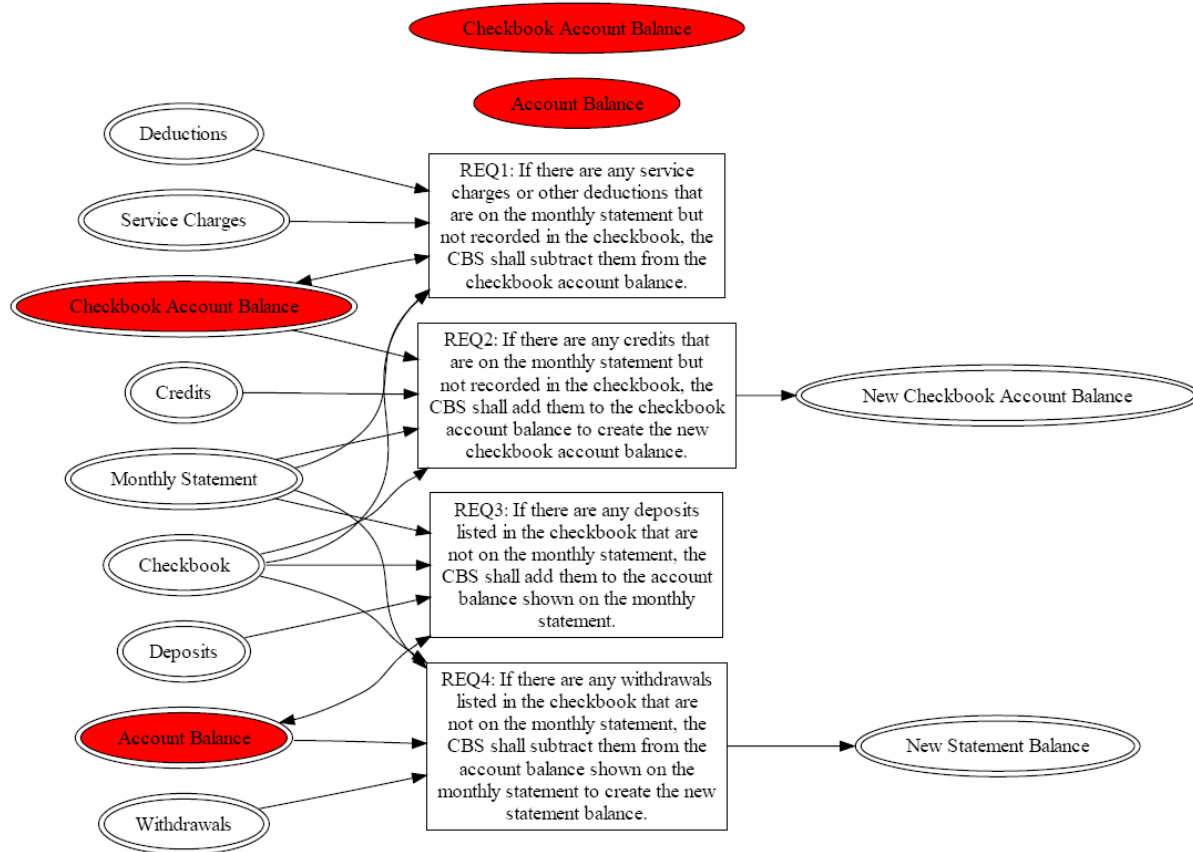 Checkbook Account Balance
Account Balance
Deductions
Service Charges
Checkbook Account Balance
Credits
Monthly Statement
Checkbook
Deposits
Account Balance
Withdrawals
REQ1: If there are any service
charges or other deductions that
are on the monthly statement but
not recorded in the checkbook, the
CBS shall subtract them from the
checkbook account balance.
REQ2: If there are any credits that
are on the monthly statement but
not recorded in the checkbook, the
CBS shall add them to the checkbook
account balance to create the new
checkbook account balance.
REQ3: If there are any deposits
listed in the checkbook that are
not on the monthly statement, the
CBS shall add them to the account
balance shown on the monthly
statement.
REQ4: If there are any withdrawals
listed in the checkbook that are
not on the monthly statement, the
CBS shall subtract them from the
account balance shown on the
monthly statement to create the new
statement balance.
New Checkbook Account Balance
New Statement Balance